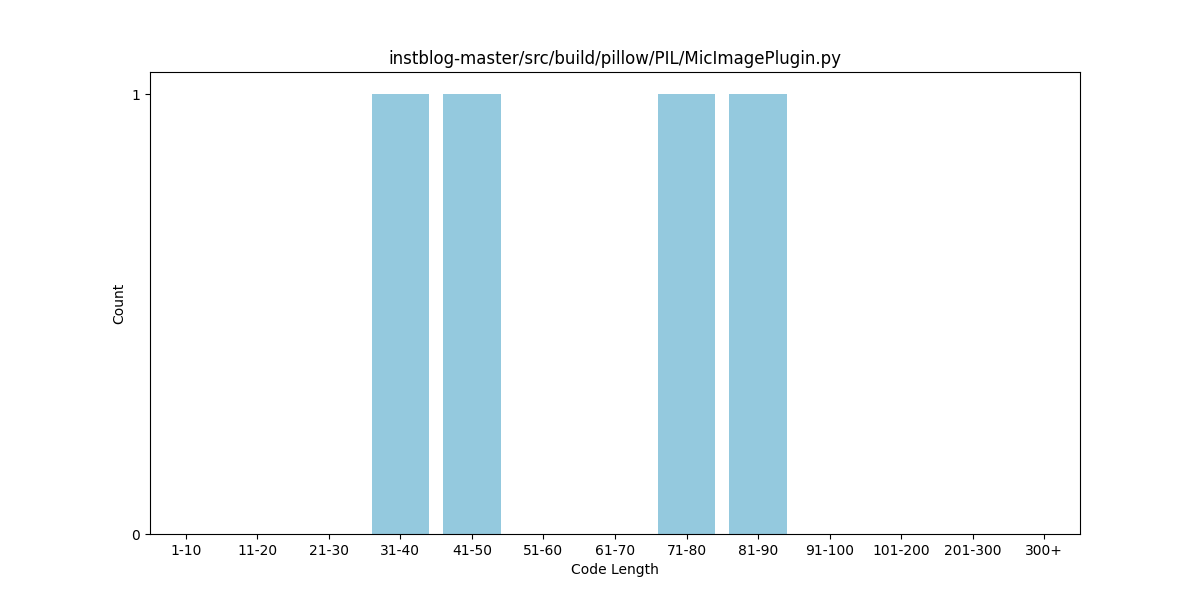 instblog-master/src/build/pillow/PIL/MicImagePlugin.py
1
0
Count
1-10 11-20 21-30 31-40 41-50 51-60 61-70 71-80 81-90 91-100 101-200 201-300 300+
Code Length